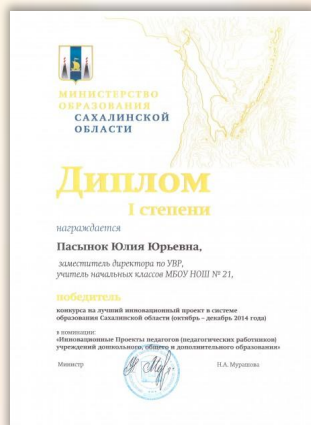 МИНИСТЕРСТВО
ОБРАЗОВАНИЯ
САХАЛИНСКОЙ
ОБЛАСТИ
Диплом
I степени
награждается
Пасынок Юлия Юрьевна,
заместитель директора по УВР,
учитель начальных классов МБОУ НОШ № 21,
победитель
конкурса на лучший инновационный проект в системе
образования Сахалинской области (октябрь – декабрь 2014 года)
в номинации:
«Инновационные Проекты педагогов (педагогических работников)
учреждений дошкольного, общего и дополнительного образования»
Министр Н.А. Мурашова